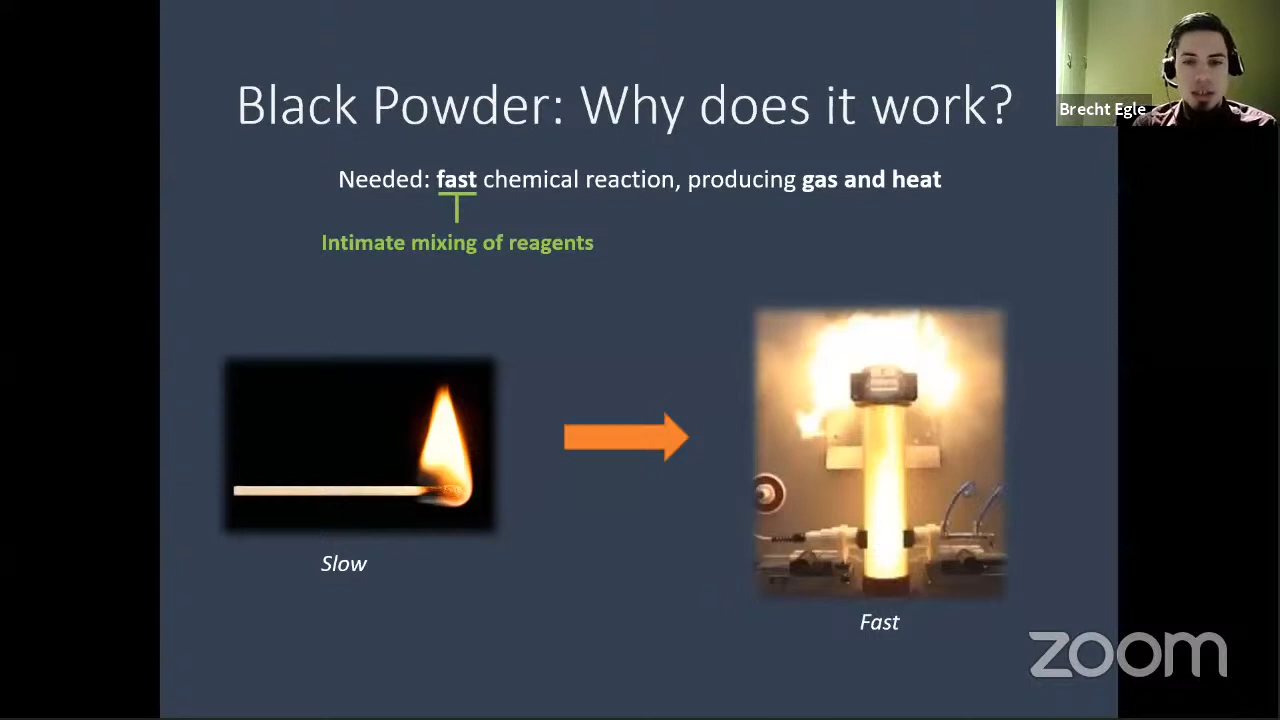 Black Powder: Why does it work?
Brecht Egle
Needed: fast chemical reaction, producing gas and heat
Intimate mixing of reagents
Slow
Fast
zoom